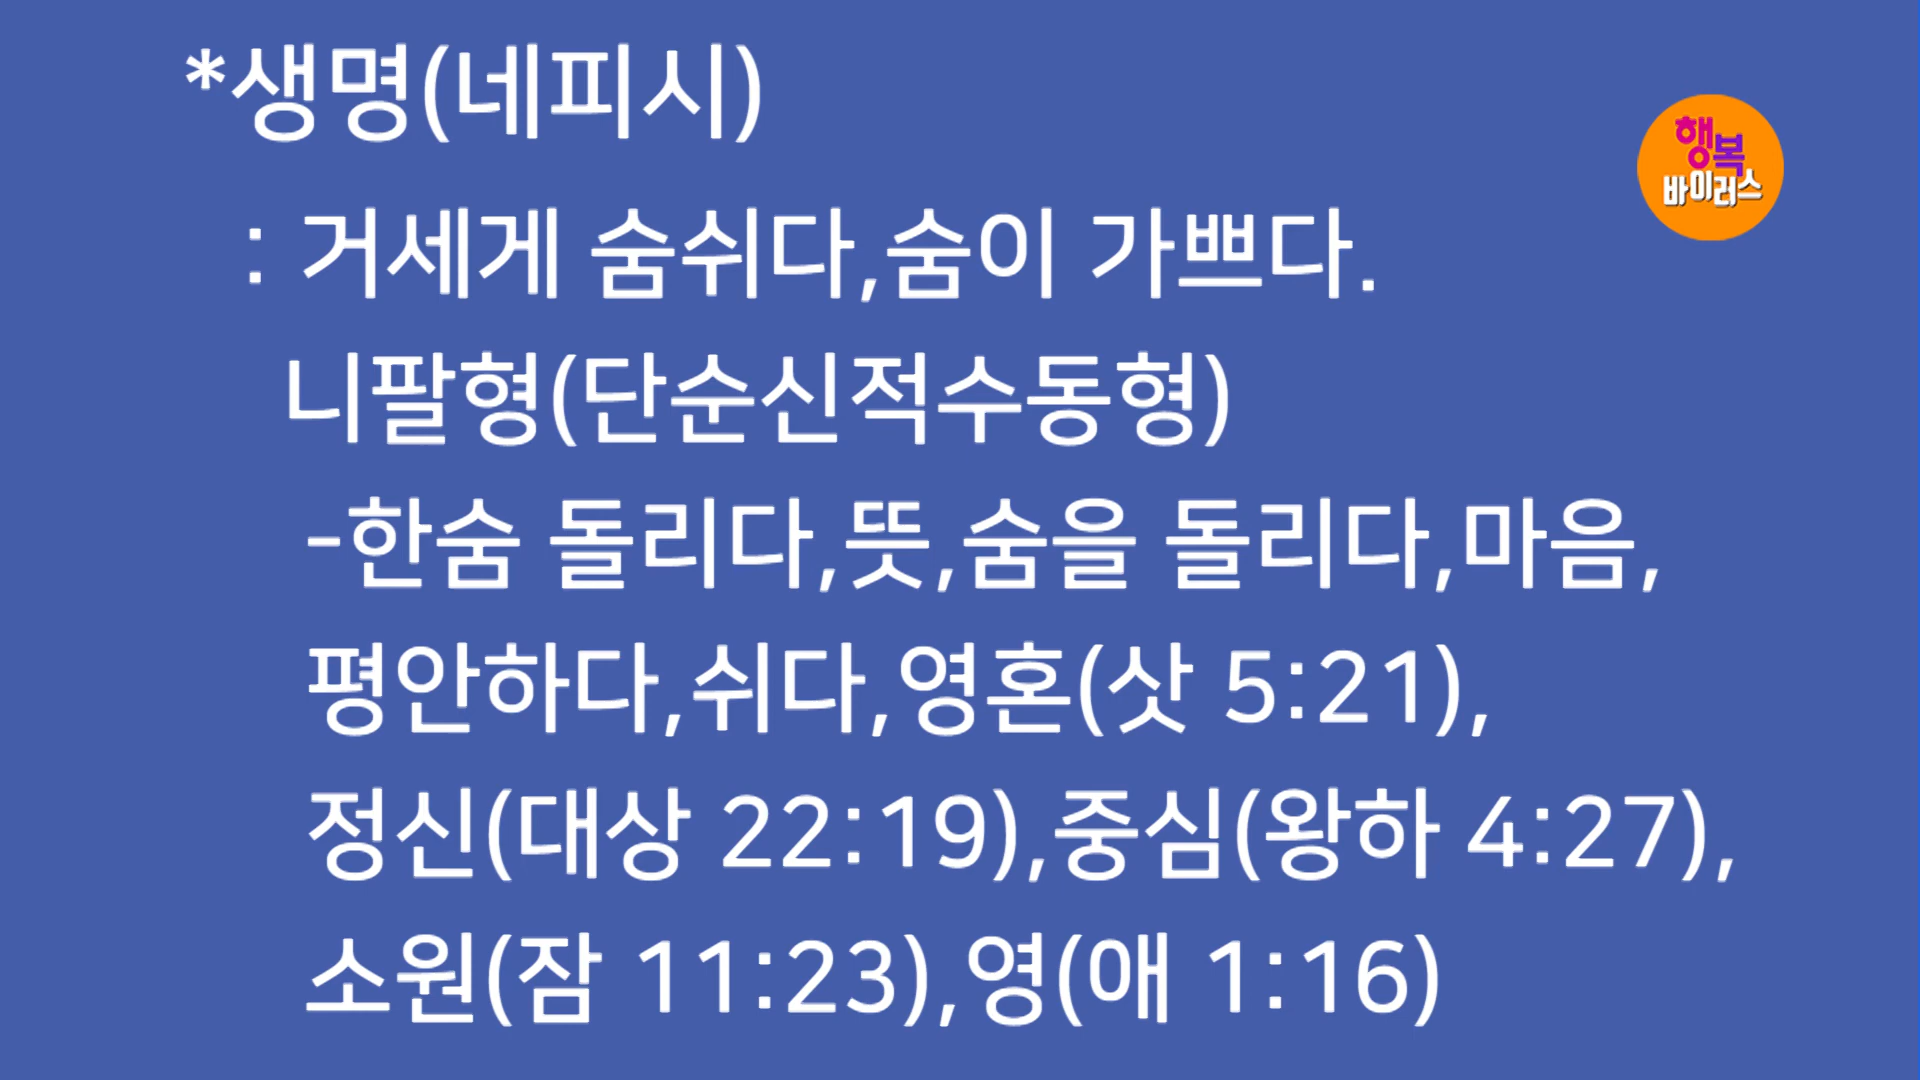 *생명(네피시)
: 거세게 숨쉬다,숨이 가쁘다.
니팔형(단순신적수동형)
-한숨 돌리다,뜻,숨을 돌리다,마음,
평안하다,쉬다,영혼(삿 5:21),
정신(대상 22:19),중심(왕하 4:27),
소원(잠 11:23),영(애 1:16)
행복
바이러스